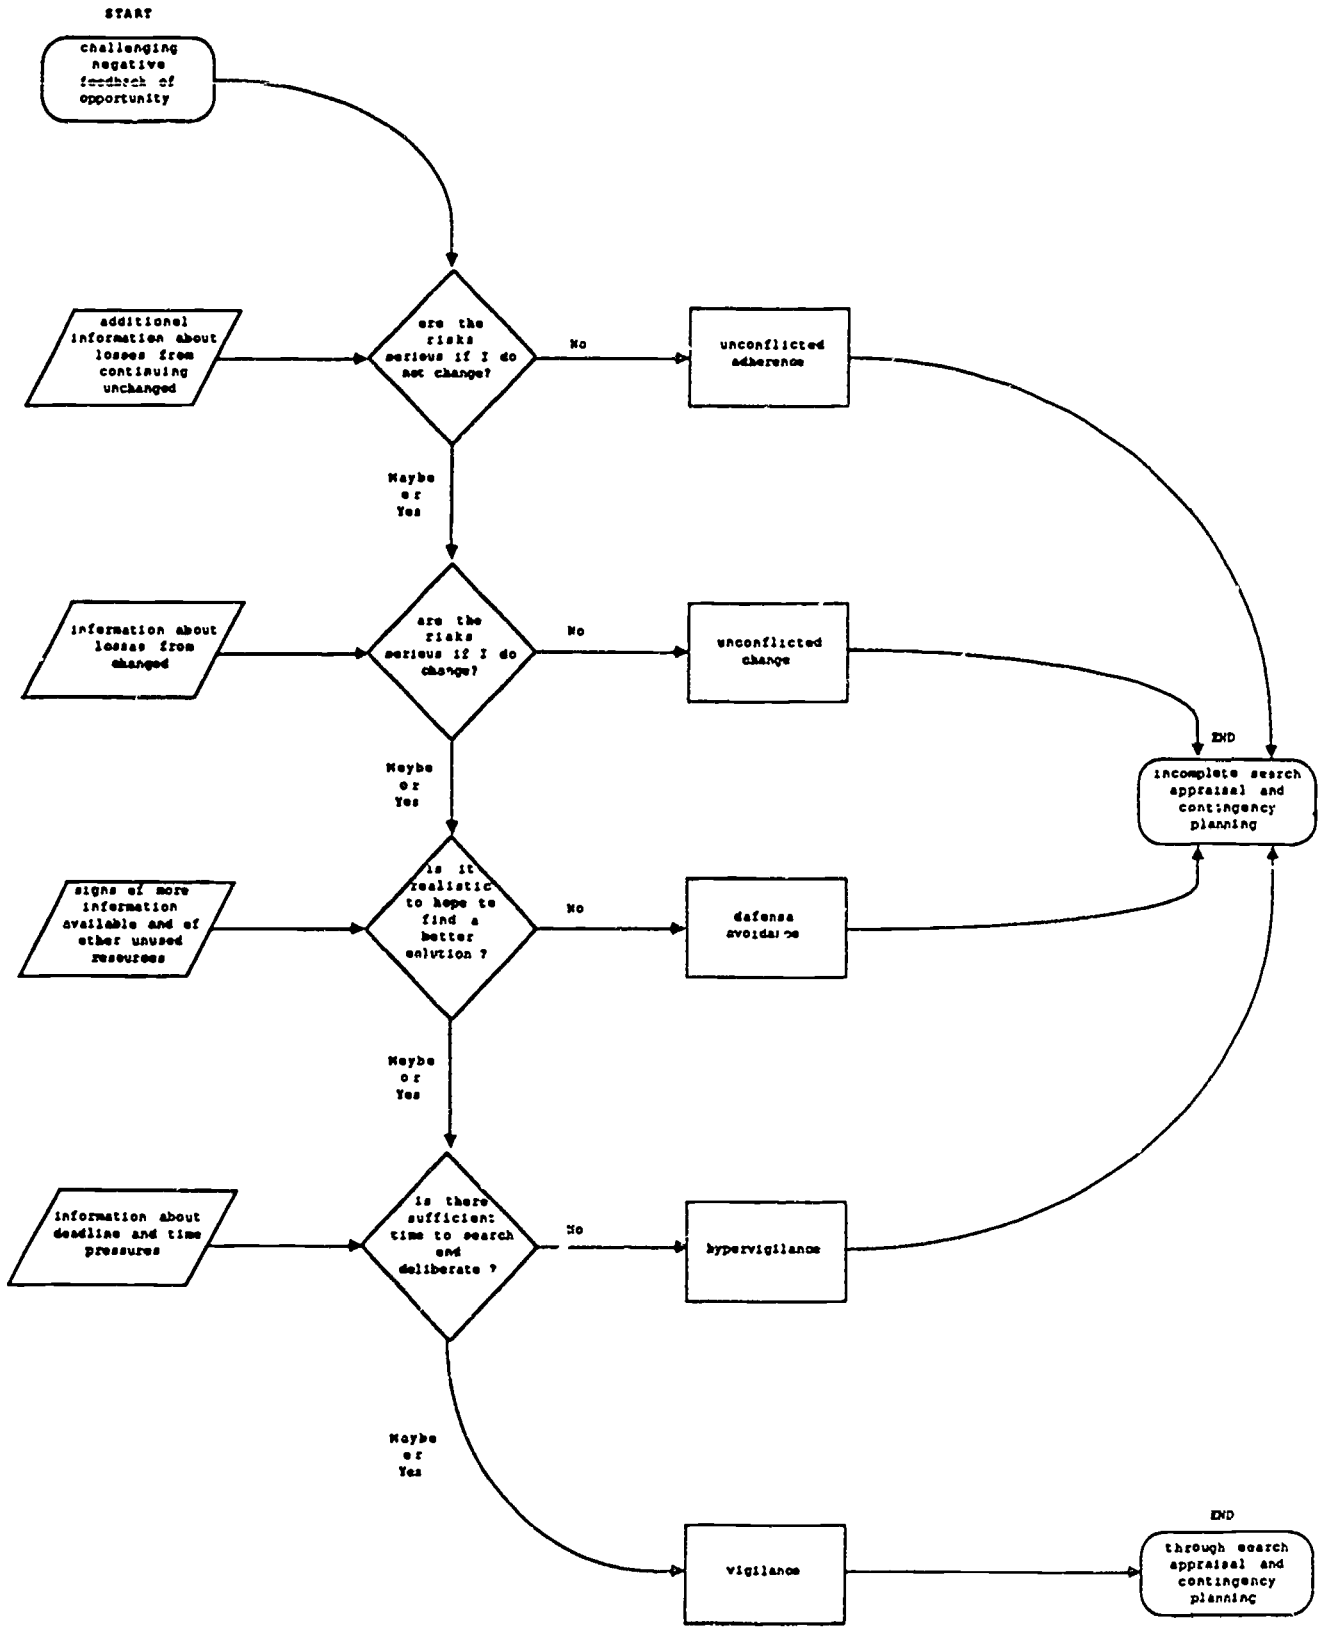 START
challenging
negative
feedback of
opportunity
additional
information about
losses from
continuing
unchanged
are the
risks
serious if I do
not change?
No
unconflicted
adherence
Maybe
or
Yes
information about
losses from
changed
are the
risks
serious if I do
change?
No
unconflicted
change
Maybe
or
Yes
END
incomplete search
appraisal and
contingency
planning
signs of more
information
available and of
other unused
resources
is it
realistic
to hope to
find a
better
solution ?
No
defense
avoidance
Maybe
or
Yes
information about
deadline and time
pressures
is there
sufficient
time to search
and
deliberate ?
No
hypervigilance
Maybe
or
Yes
vigilance
END
through search
appraisal and
contingency
planning